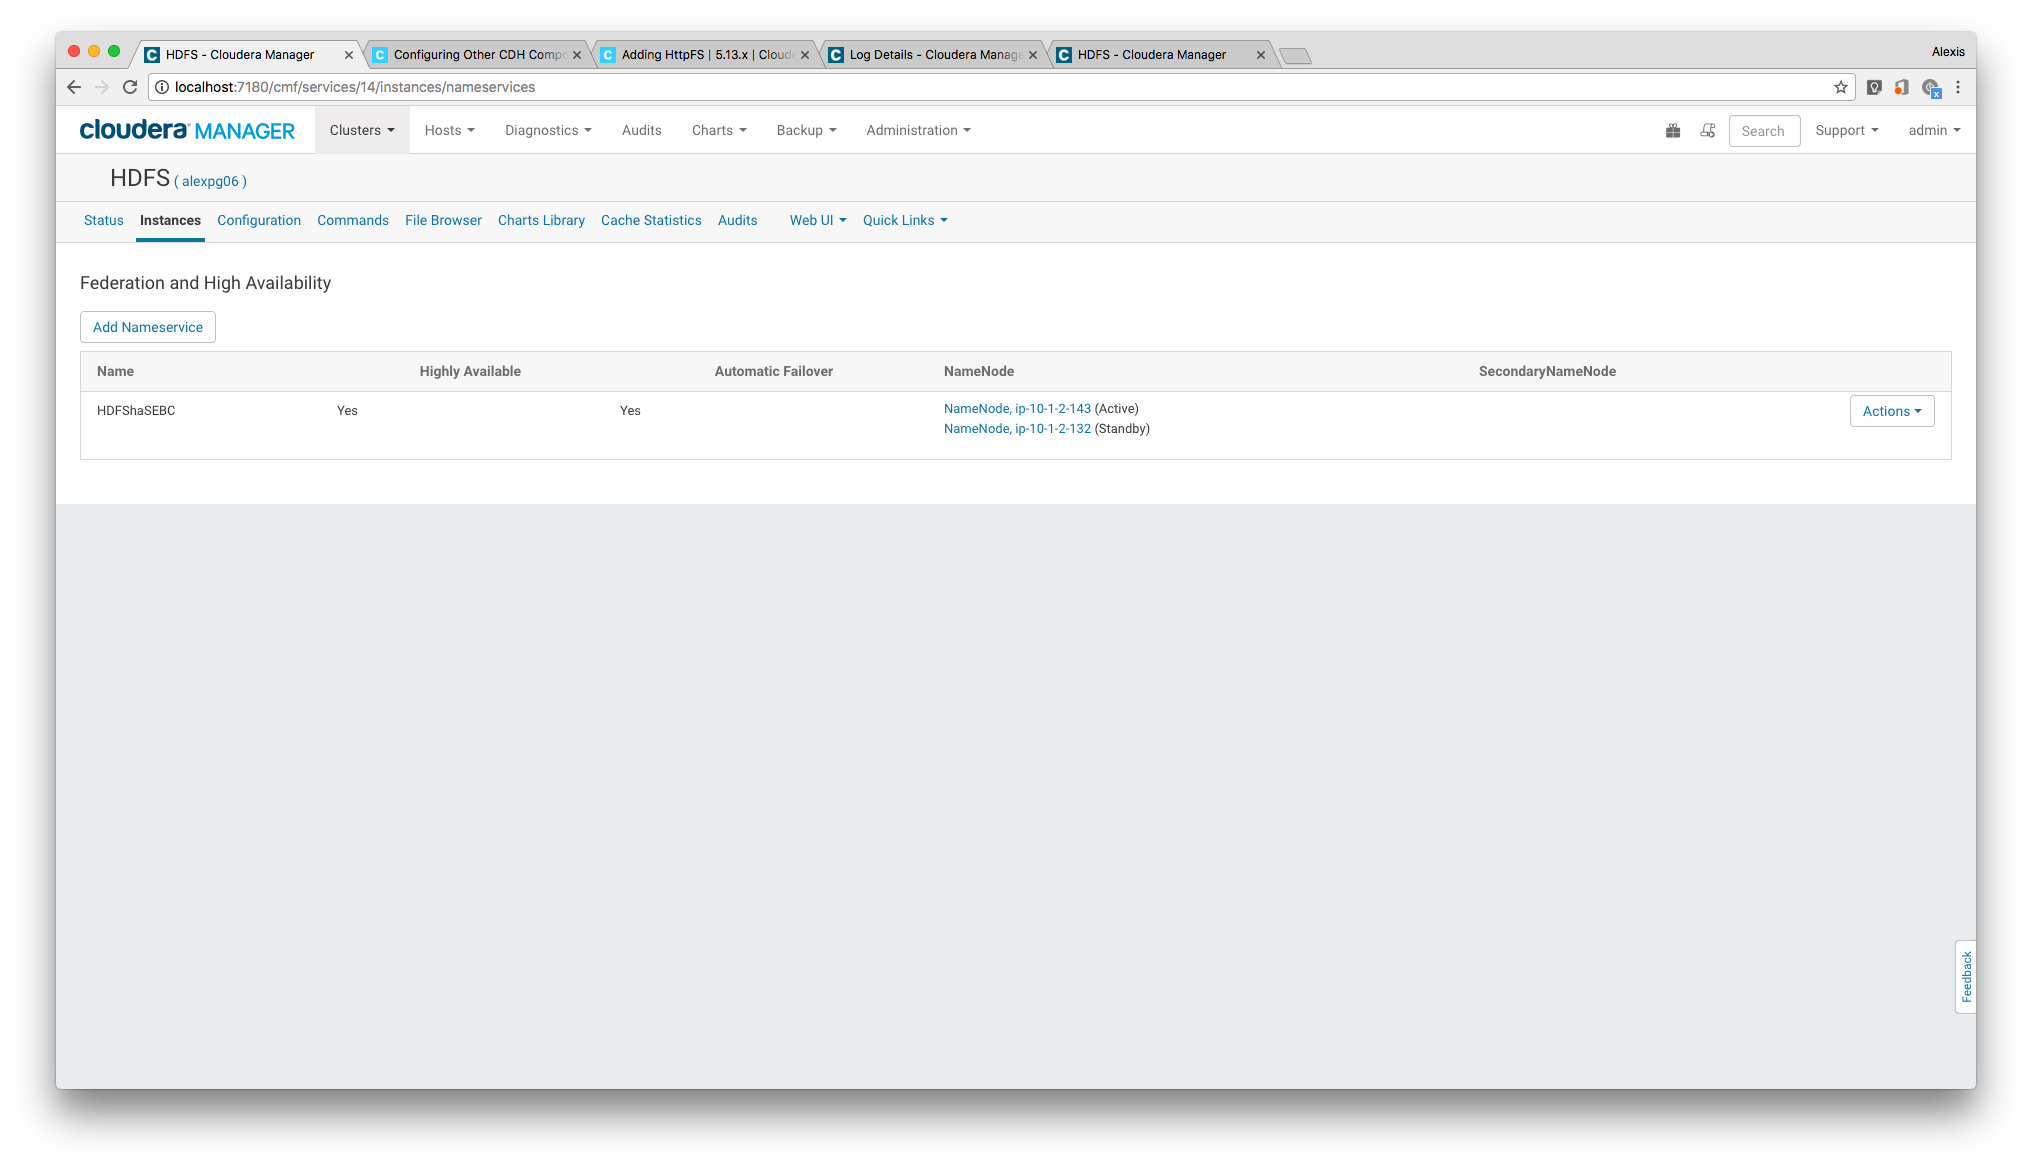 HDFS - Cloudera Manager
Configuring Other CDH Compo
Adding HttpFS | 5.13.x | Cloude
Log Details - Cloudera Manage
HDFS - Cloudera Manager
Alexis
localhost:7180/cmf/services/14/instances/nameservices
cloudera MANAGER
Clusters
Hosts
Diagnostics
Audits
Charts
Backup
Administration
Search
Support
admin
HDFS ( alexpg06 )
Status
Instances
Configuration
Commands
File Browser
Charts Library
Cache Statistics
Audits
Web UI
Quick Links
Federation and High Availability
Add Nameservice
Name
Highly Available
Automatic Failover
NameNode
SecondaryNameNode
HDFShaSEBC
Yes
Yes
NameNode, ip-10-1-2-143 (Active)
NameNode, ip-10-1-2-132 (Standby)
Actions
Feedback